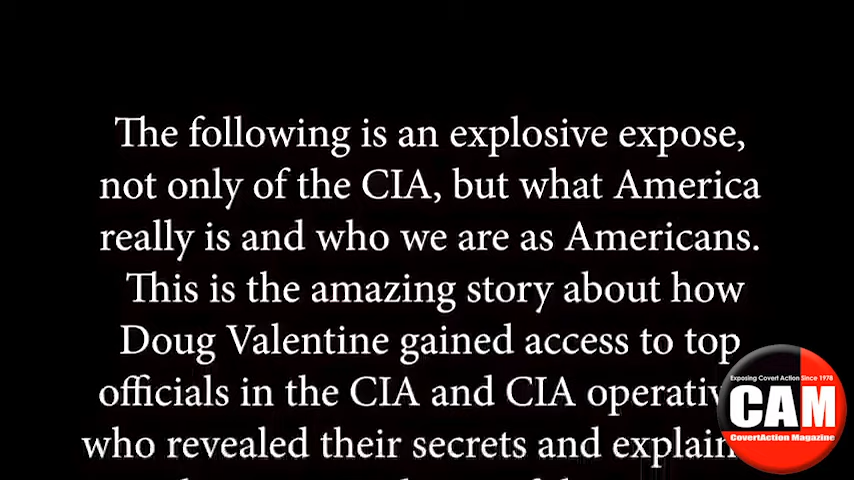 The following is an explosive expose,
not only of the CIA, but what America
really is and who we are as Americans.
This is the amazing story about how
Doug Valentine gained access to top
officials in the CIA and CIA
who revealed their secrets and
Exposing Covert Action Since 1978
CAM
CovertAction Magazine